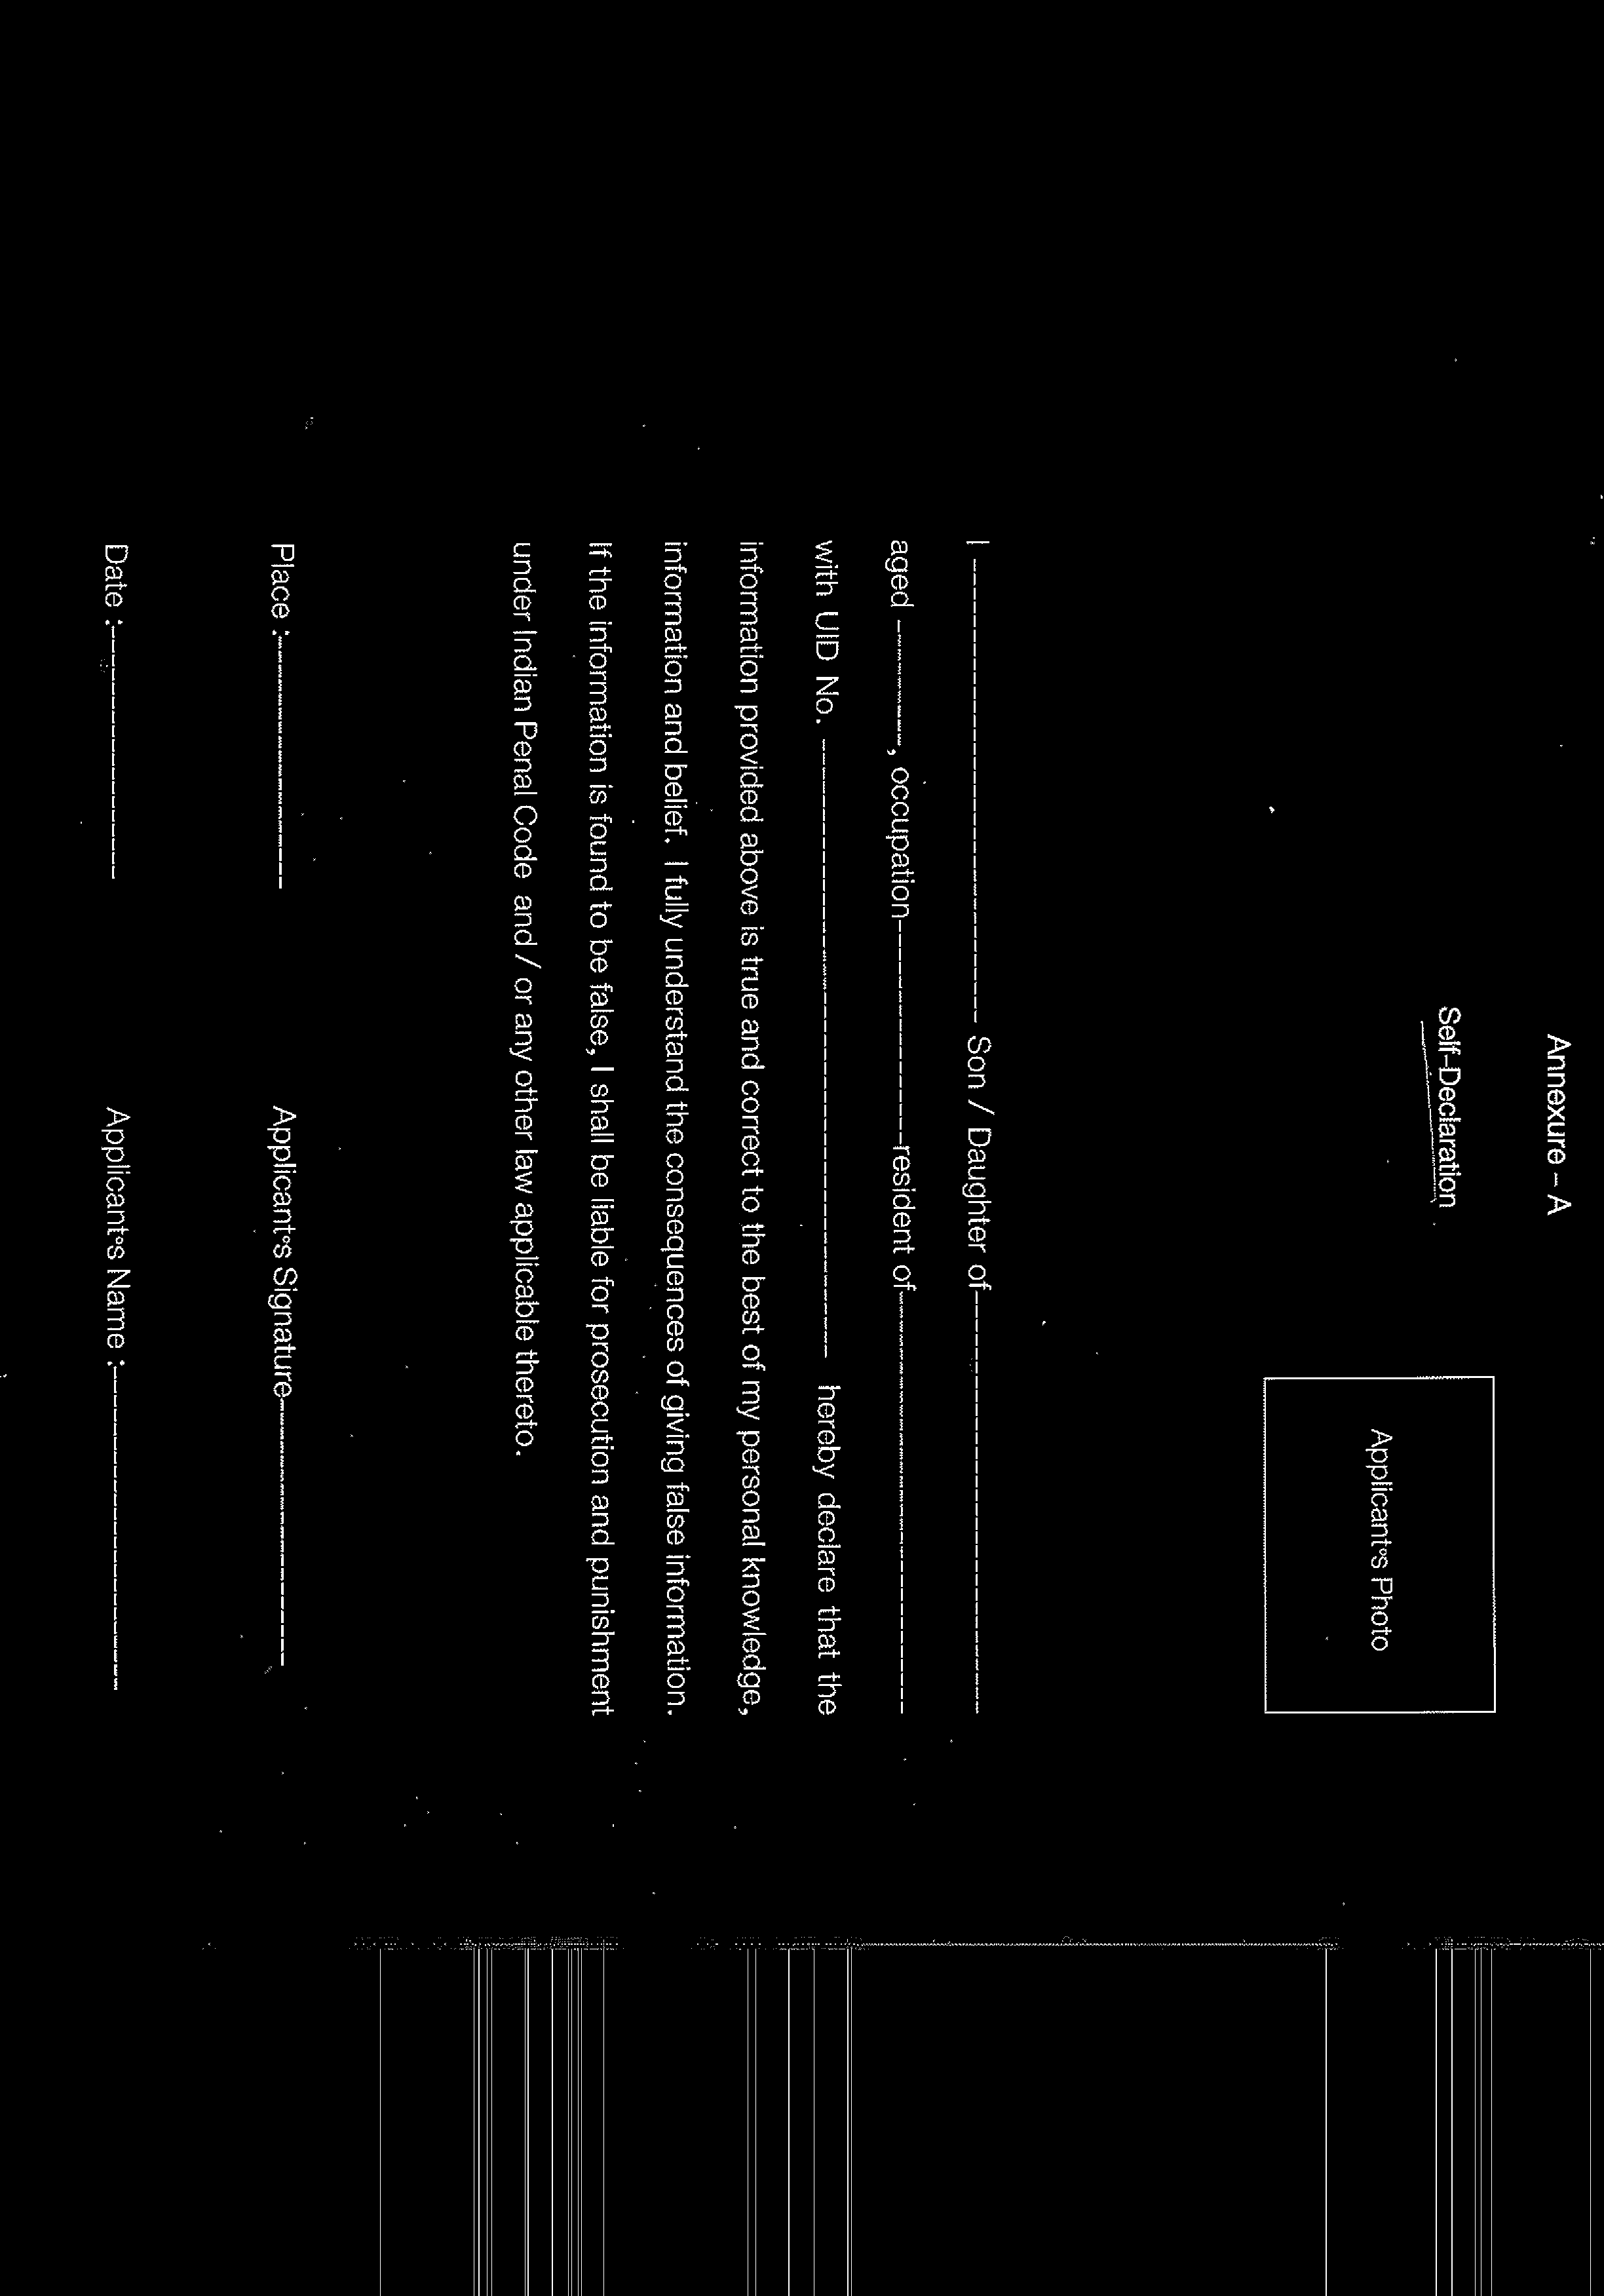 Annexure – A
Self-Declaration
Applicant's Photo
I ------------------------------ Son / Daughter of------------------------------
aged ------------, occupation------------------resident of------------------------------
with UID No. ---------------------------------------- hereby declare that the
information provided above is true and correct to the best of my personal knowledge,
information and belief. I fully understand the consequences of giving false information.
If the information is found to be false, I shall be liable for prosecution and punishment
under Indian Penal Code and / or any other law applicable thereto.
Place :-------------------- Applicant's Signature--------------------
Date :-------------------- Applicant's Name :------------------------